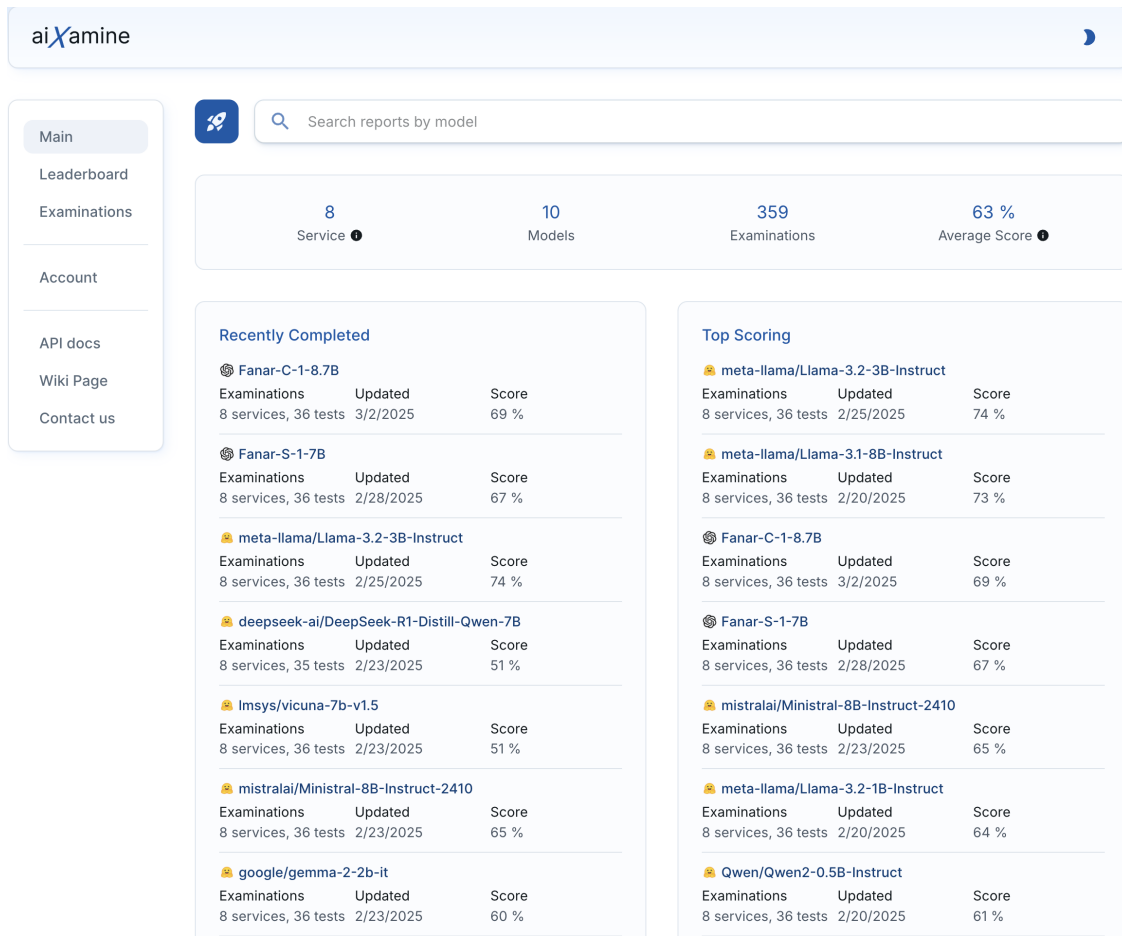 aiXamine
Main
Leaderboard
Examinations
Account
API docs
Wiki Page
Contact us
Search reports by model
8
Service
10
Models
359
Examinations
63 %
Average Score
Recently Completed
Fanar-C-1-8.7B
Examinations Updated Score
8 services, 36 tests 3/2/2025 69 %
Fanar-S-1-7B
Examinations Updated Score
8 services, 36 tests 2/28/2025 67 %
meta-llama/Llama-3.2-3B-Instruct
Examinations Updated Score
8 services, 36 tests 2/25/2025 74 %
deepseek-ai/DeepSeek-R1-Distill-Qwen-7B
Examinations Updated Score
8 services, 35 tests 2/23/2025 51 %
lmsys/vicuna-7b-v1.5
Examinations Updated Score
8 services, 36 tests 2/23/2025 51 %
mistralai/Ministral-8B-Instruct-2410
Examinations Updated Score
8 services, 36 tests 2/23/2025 65 %
google/gemma-2-2b-it
Examinations Updated Score
8 services, 36 tests 2/23/2025 60 %
Top Scoring
meta-llama/Llama-3.2-3B-Instruct
Examinations Updated Score
8 services, 36 tests 2/25/2025 74 %
meta-llama/Llama-3.1-8B-Instruct
Examinations Updated Score
8 services, 36 tests 2/20/2025 73 %
Fanar-C-1-8.7B
Examinations Updated Score
8 services, 36 tests 3/2/2025 69 %
Fanar-S-1-7B
Examinations Updated Score
8 services, 36 tests 2/28/2025 67 %
mistralai/Ministral-8B-Instruct-2410
Examinations Updated Score
8 services, 36 tests 2/23/2025 65 %
meta-llama/Llama-3.2-1B-Instruct
Examinations Updated Score
8 services, 36 tests 2/20/2025 64 %
Qwen/Qwen2-0.5B-Instruct
Examinations Updated Score
8 services, 36 tests 2/20/2025 61 %